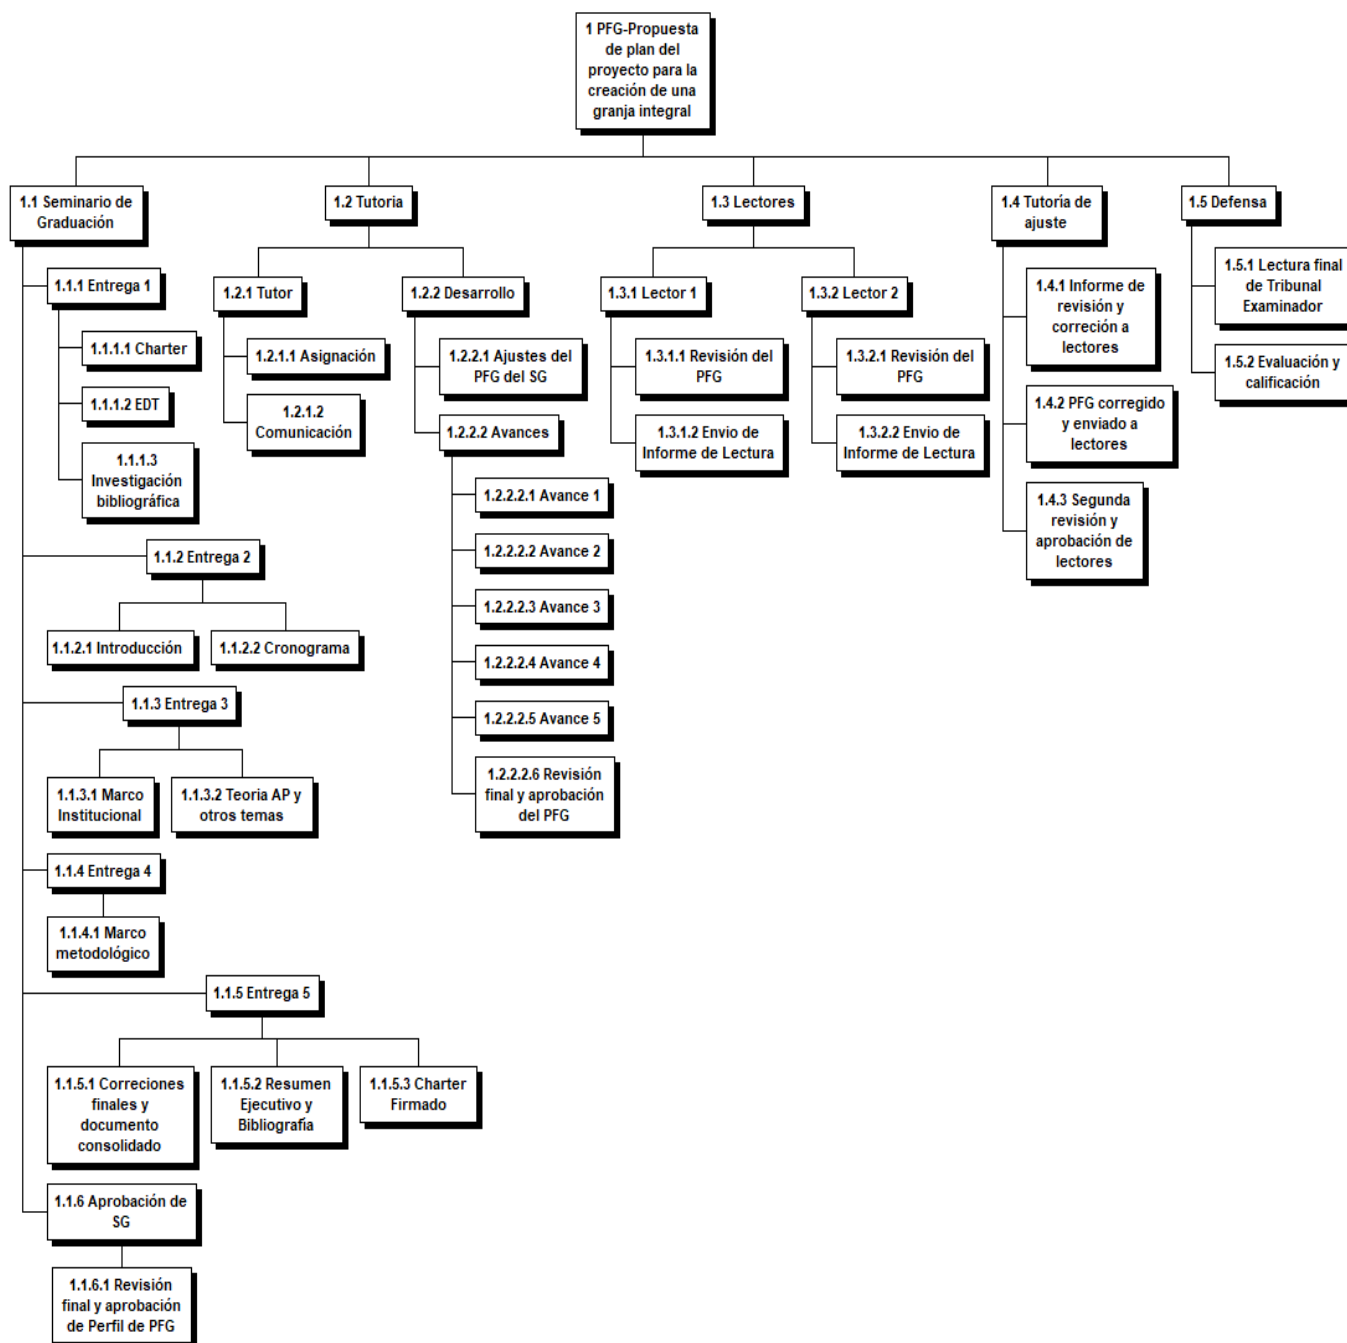 1 PFG-Propuesta
de plan del
proyecto para la
creación de una
granja integral
1.1 Seminario de
Graduación
1.1.1 Entrega 1
1.1.1.1 Charter
1.1.1.2 EDT
1.1.1.3
Investigación
bibliográfica
1.1.2 Entrega 2
1.1.2.1 Introducción
1.1.2.2 Cronograma
1.1.3 Entrega 3
1.1.3.1 Marco
Institucional
1.1.3.2 Teoria AP y
otros temas
1.1.4 Entrega 4
1.1.4.1 Marco
metodológico
1.1.5 Entrega 5
1.1.5.1 Correciones
finales y
documento
consolidado
1.1.5.2 Resumen
Ejecutivo y
Bibliografía
1.1.5.3 Charter
Firmado
1.1.6 Aprobación de
SG
1.1.6.1 Revisión
final y aprobación
de Perfil de PFG
1.2 Tutoria
1.2.1 Tutor
1.2.1.1 Asignación
1.2.1.2
Comunicación
1.2.2 Desarrollo
1.2.2.1 Ajustes del
PFG del SG
1.2.2.2 Avances
1.2.2.2.1 Avance 1
1.2.2.2.2 Avance 2
1.2.2.2.3 Avance 3
1.2.2.2.4 Avance 4
1.2.2.2.5 Avance 5
1.2.2.2.6 Revisión
final y aprobación
del PFG
1.3 Lectores
1.3.1 Lector 1
1.3.1.1 Revisión del
PFG
1.3.1.2 Envio de
Informe de Lectura
1.3.2 Lector 2
1.3.2.1 Revisión del
PFG
1.3.2.2 Envio de
Informe de Lectura
1.4 Tutoría de
ajuste
1.4.1 Informe de
revisión y
correción a
lectores
1.4.2 PFG corregido
y enviado a
lectores
1.4.3 Segunda
revisión y
aprobación de
lectores
1.5 Defensa
1.5.1 Lectura final
de Tribunal
Examinador
1.5.2 Evaluación y
calificación